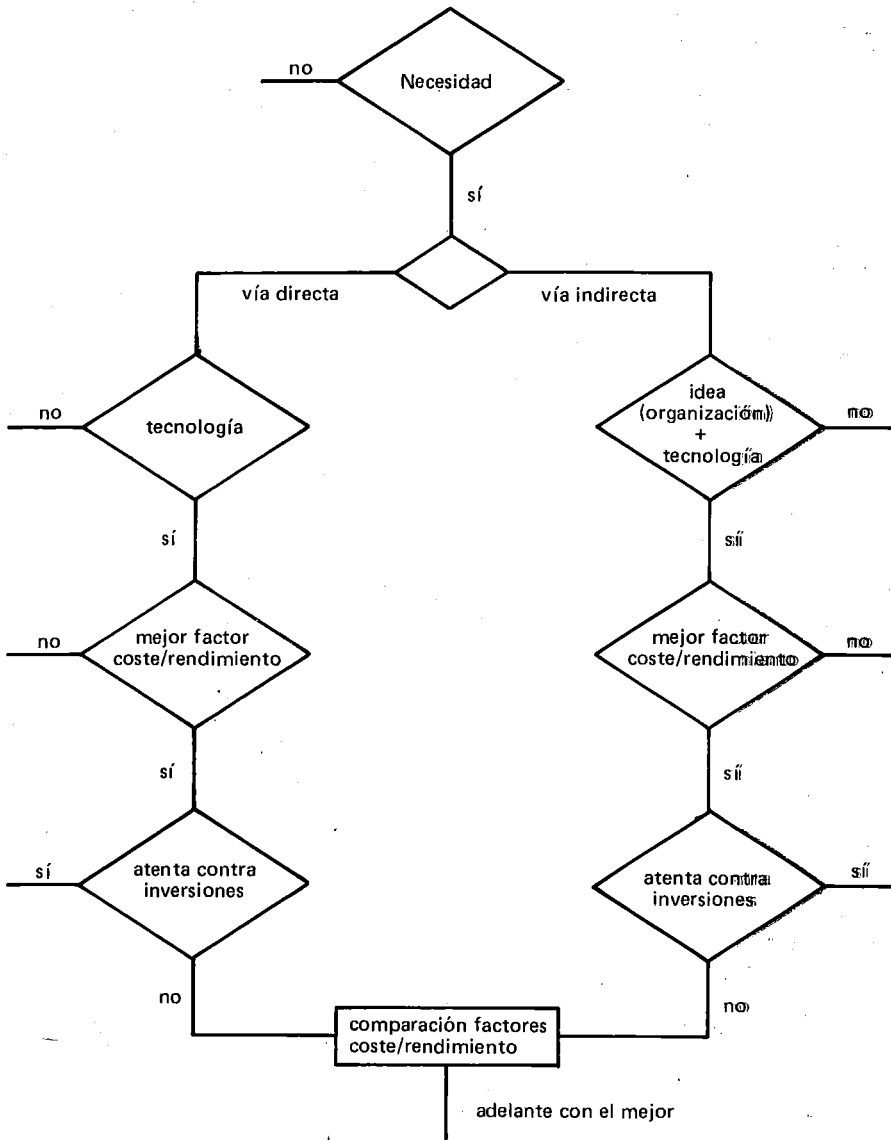 no
Necesidad
sí
vía directa
vía indirecta
no
tecnología
idea
(organización)
+
tecnología
no
sí
sí
no
mejor factor
coste/rendimiento
mejor factor
coste/rendimiento
no
sí
sí
sí
atenta contra
inversiones
atenta contra
inversiones
sí
no
no
comparación factores
coste/rendimiento
adelante con el mejor